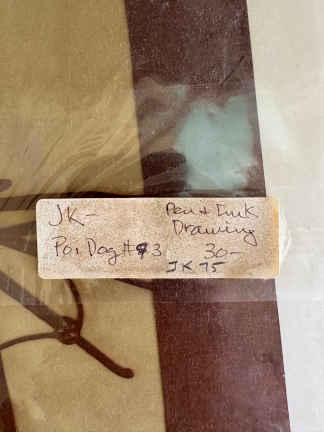 JK-
Poi Dog #3
Pen & Ink
Drawing
30-
JK 75